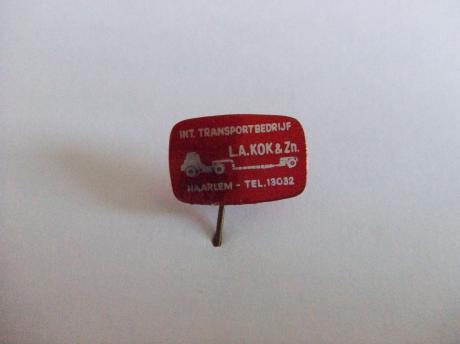 INT. TRANSPORTBEDRIJF
L.A. KOK & Zn.
HAARLEM - TEL. 13032